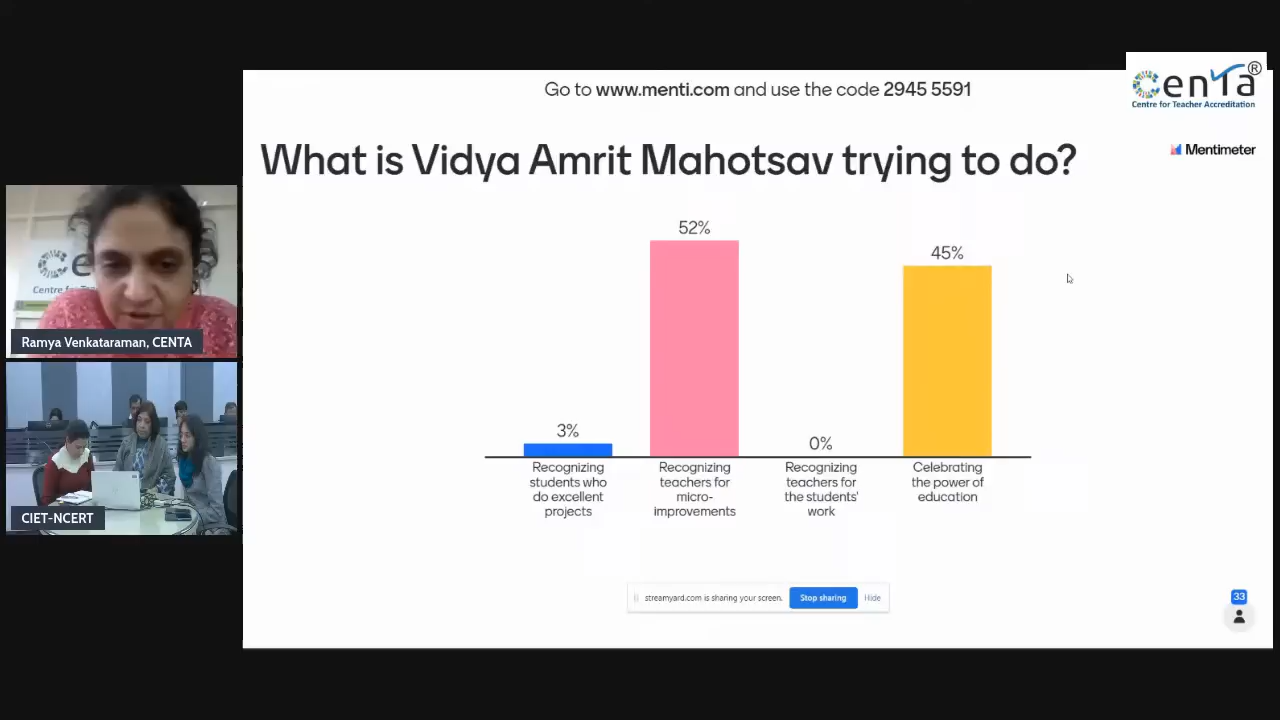 Go to www.menti.com and use the code 2945 5591
CenTa®
Centre for Teacher Accreditation
What is Vidya Amrit Mahotsav trying to do?
Mentimeter
3%
52%
0%
45%
Recognizing
students who
do excellent
projects
Recognizing
teachers for
micro-
improvements
Recognizing
teachers for
the students'
work
Celebrating
the power of
education
Ramya Venkataraman, CENTA
CIET-NCERT
streamyard.com is sharing your screen.
Stop sharing
Hide
33